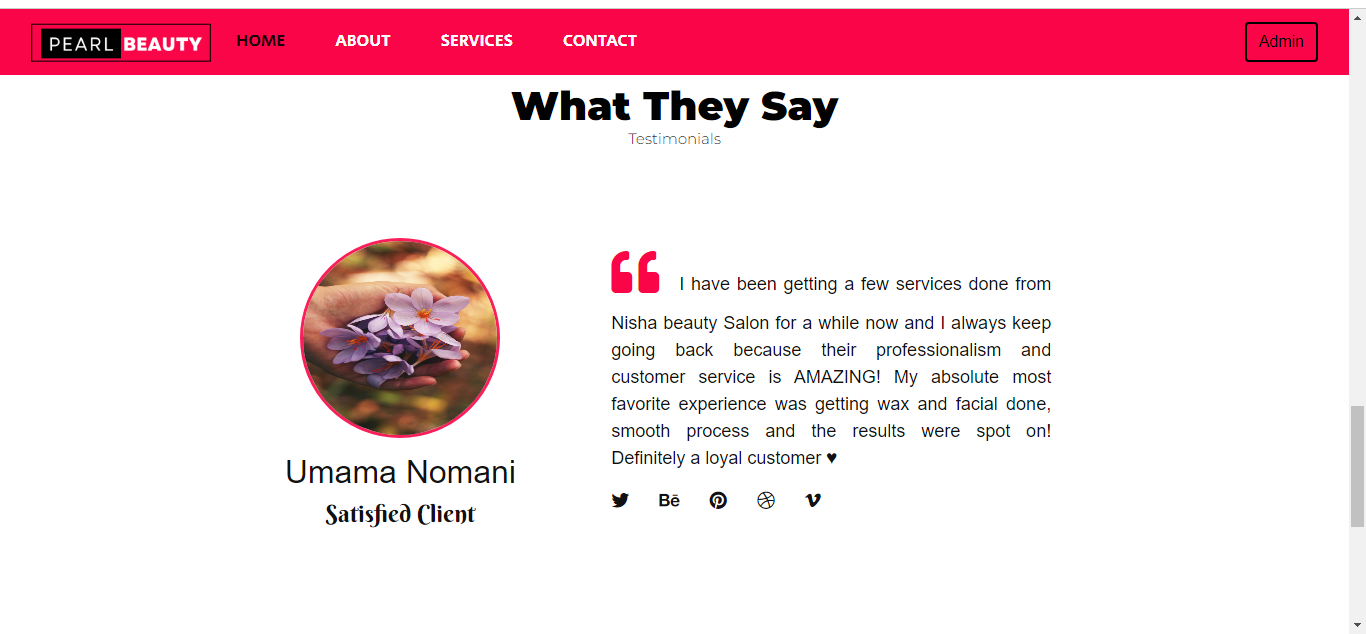 PEARL BEAUTY HOME ABOUT SERVICES CONTACT Admin
What They Say
Testimonials
I have been getting a few services done from
Nisha beauty Salon for a while now and I always keep
going back because their professionalism and
customer service is AMAZING! My absolute most
favorite experience was getting wax and facial done,
smooth process and the results were spot on!
Definitely a loyal customer ♥
Umama Nomani
Satisfied Client
Bē